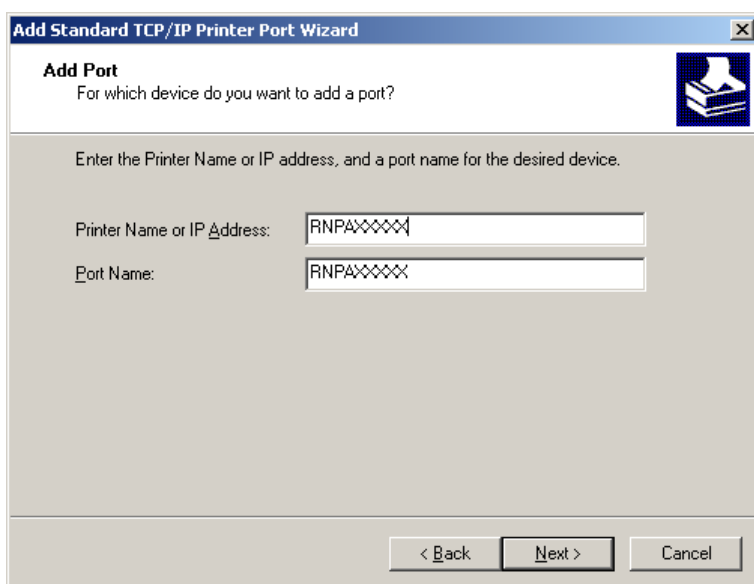 Add Standard TCP/IP Printer Port Wizard
Add Port
For which device do you want to add a port?
Enter the Printer Name or IP address, and a port name for the desired device.
Printer Name or IP Address: RNPAXXXXX
Port Name: RNPAXXXXX
< Back Next > Cancel